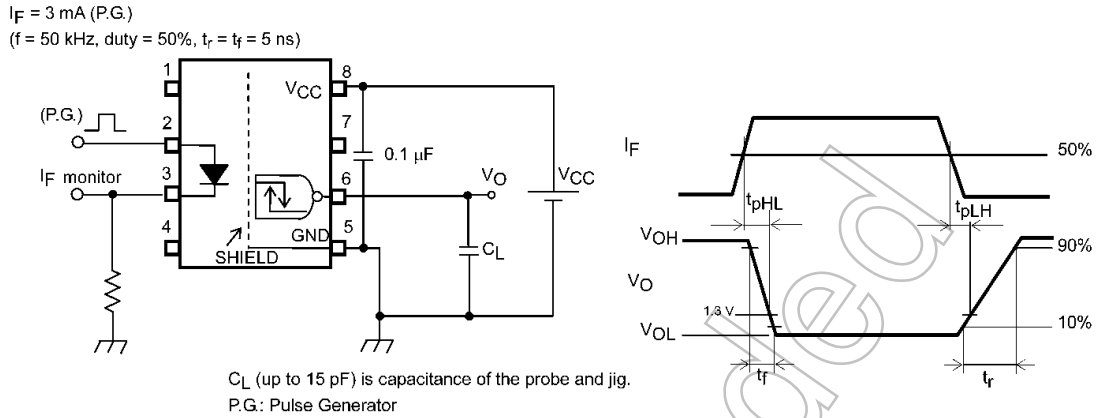 IF = 3 mA (P.G.)
(f = 50 kHz, duty = 50%, tr = tf = 5 ns)
1
8
VCC
(P.G.)
2
7
0.1 μF
IF monitor
3
6
VO
VCC
4
GND
5
SHIELD
CL
CL (up to 15 pF) is capacitance of the probe and jig.
P.G.: Pulse Generator
IF
50%
tpHL
tpLH
VOH
90%
VO
1.3 V
VOL
10%
tf
tr
ded